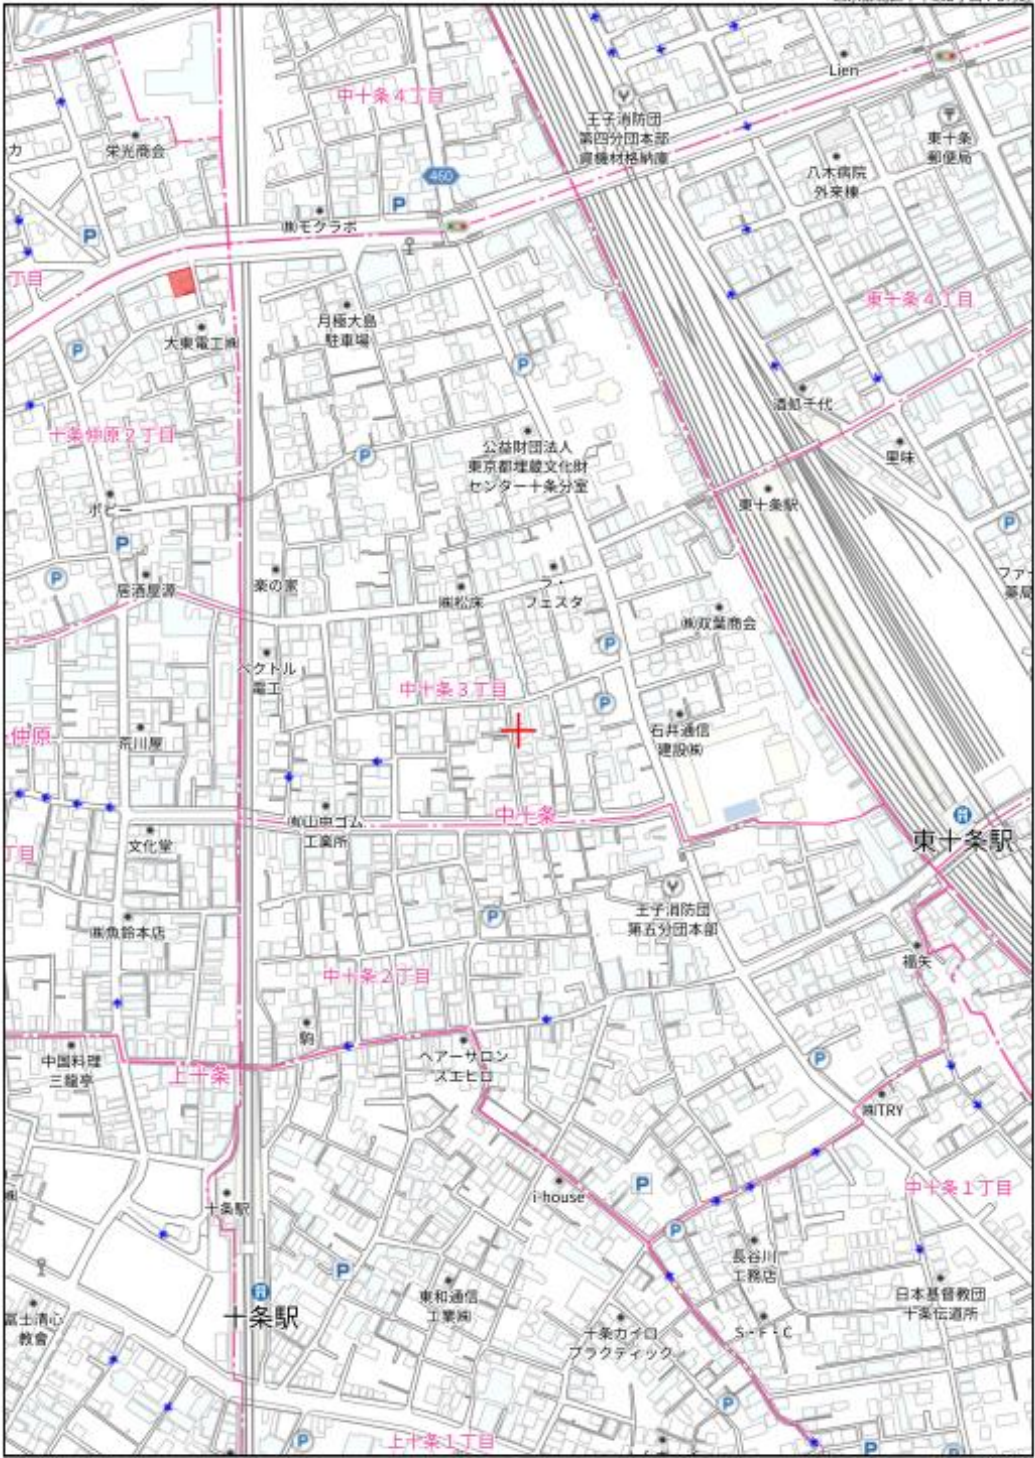 Lien
中十条4丁目
王子消防団
第四分団本部
資機材格納庫
東十条
郵便局
カ
栄光商会
460
八木病院
外来棟
P
㈱モクラボ
P
丁目
東十条4丁目
月極大島
駐車場
大東電工㈱
P
P
酒処千代
十条仲原2丁目
公益財団法人
東京都埋蔵文化財
センター十条分室
里味
P
ポピー
東十条駅
P
P
P
居酒屋源
楽の家
㈱松床
ラ・
フェスタ
ファー
薬局
㈱双葉商会
P
ベクトル
電工
中十条3丁目
P
仲原
荒川屋
石井通信
建設㈱
中十条
㈲山忠ゴム
工業所
丁目
文化堂
東十条駅
P
王子消防団
第五分団本部
㈱魚鈴本店
福矢
中十条2丁目
駒
中国料理
三龍亭
上十条
ヘアーサロン
スエヒロ
P
㈱TRY
㈱
十条駅
i-house
P
中十条1丁目
P
長谷川
工務店
P
東和通信
工業㈱
日本基督教団
十条伝道所
富士清心
教會
十条駅
十条カイロ
プラクティック
S・F・C
P
P
上十条1丁目
P